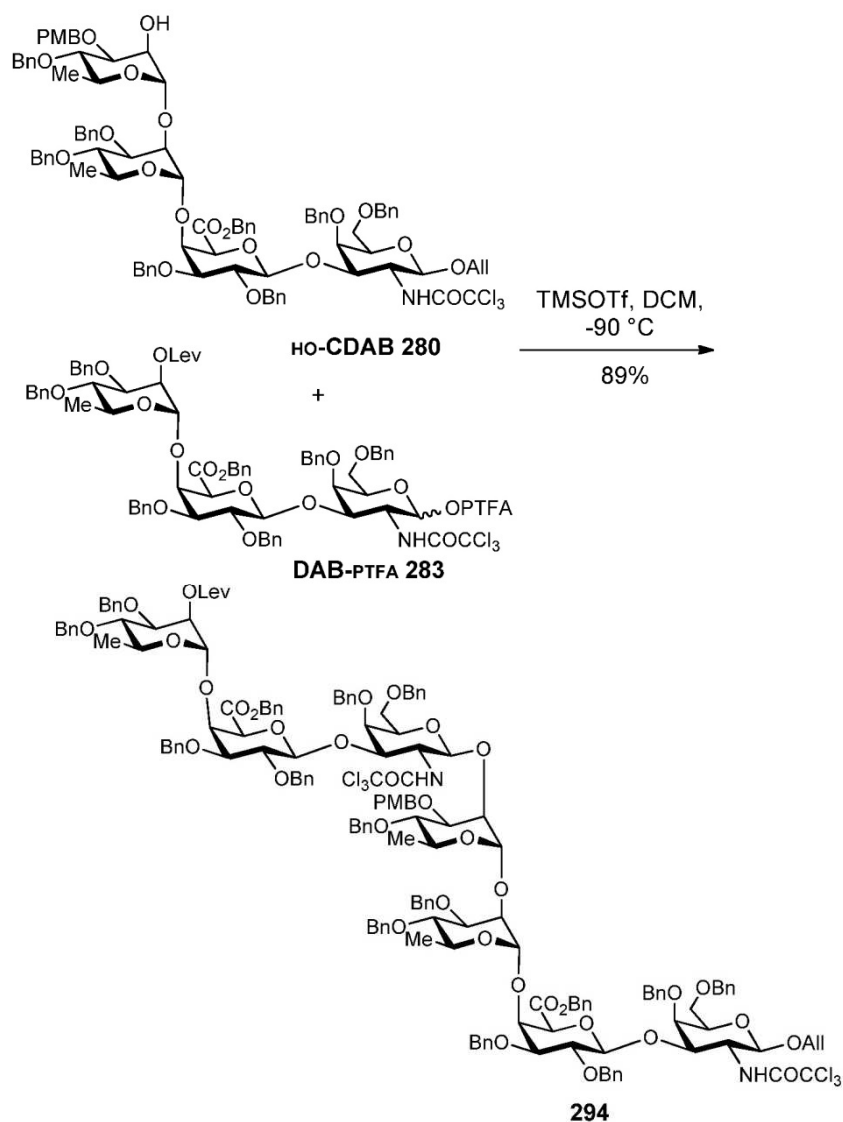 OH
PMBO
BnO
Me
O
O
BnO
BnO
Me
O
O
CO₂Bn
BnO
OBn
O
O
O
OAll
BnO
OBn
NHCOCCl₃
HO-CDAB 280
TMSOTf, DCM,
-90 °C
89%
+
OLev
BnO
BnO
Me
O
O
CO₂Bn
BnO
OBn
O
O
O
OPTFA
BnO
OBn
NHCOCCl₃
DAB-PTFA 283
OLev
BnO
BnO
Me
O
O
CO₂Bn
BnO
OBn
O
O
O
O
BnO
OBn
Cl₃COCHN
PMBO
BnO
Me
O
O
BnO
BnO
Me
O
O
CO₂Bn
BnO
OBn
O
O
O
OAll
BnO
OBn
NHCOCCl₃
294